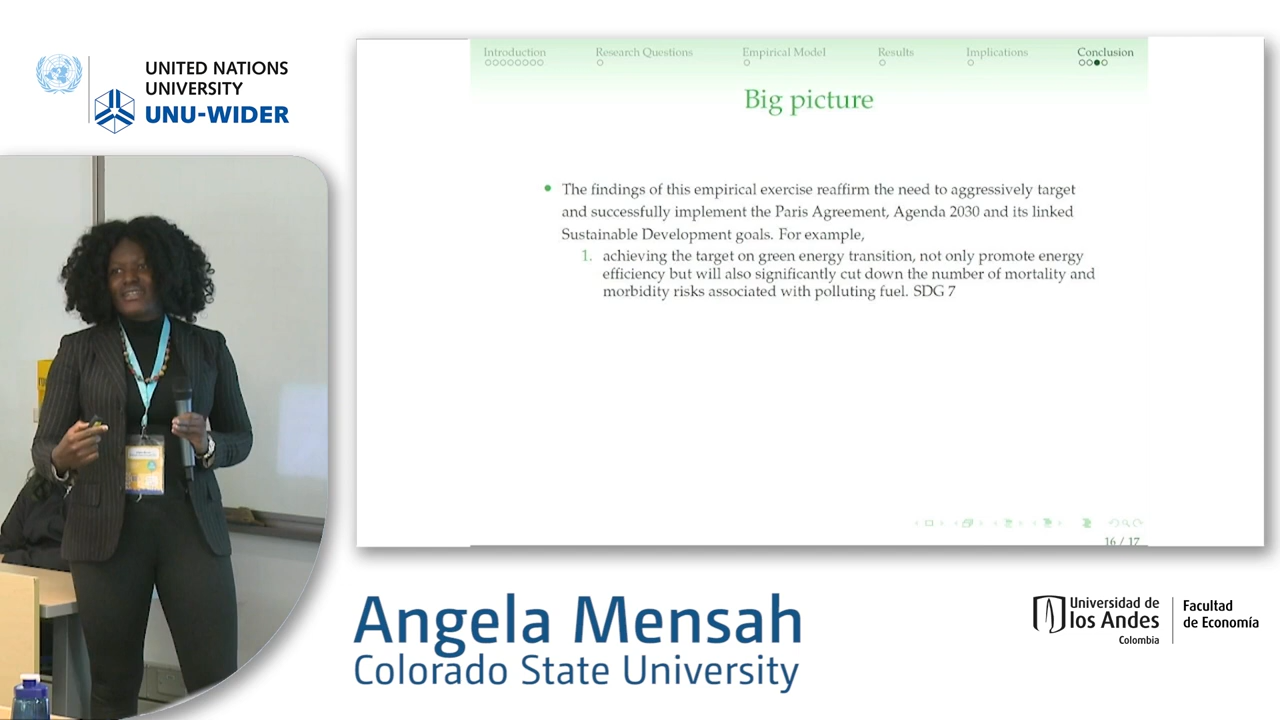 UNITED NATIONS
UNIVERSITY
UNU-WIDER
Introduction Research Questions Empirical Model Results Implications Conclusion
Big picture
• The findings of this empirical exercise reaffirm the need to aggressively target
and successfully implement the Paris Agreement, Agenda 2030 and its linked
Sustainable Development goals. For example,
1. achieving the target on green energy transition, not only promote energy
efficiency but will also significantly cut down the number of mortality and
morbidity risks associated with polluting fuel. SDG 7
16 / 17
Angela Mensah
Colorado State University
Universidad de
los Andes
Colombia
Facultad
de Economía